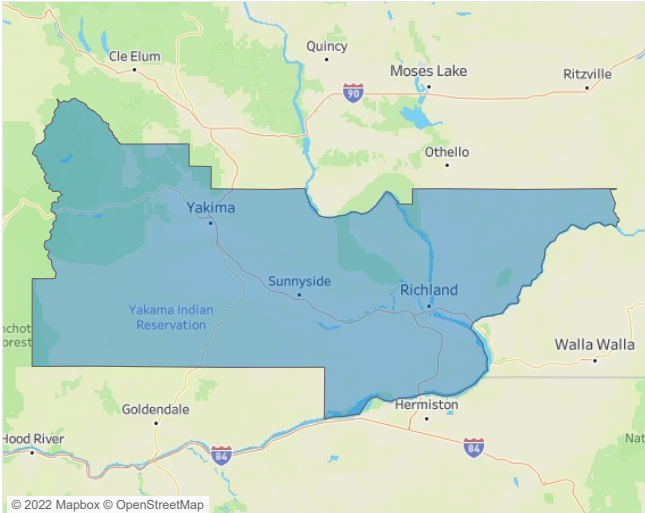 Quincy
Cle Elum
Moses Lake
Ritzville
90
Othello
Yakima
Sunnyside
Richland
Yakama Indian
Reservation
nchot
orest
Walla Walla
Goldendale
Hermiston
Hood River
84
84
Nat
© 2022 Mapbox © OpenStreetMap